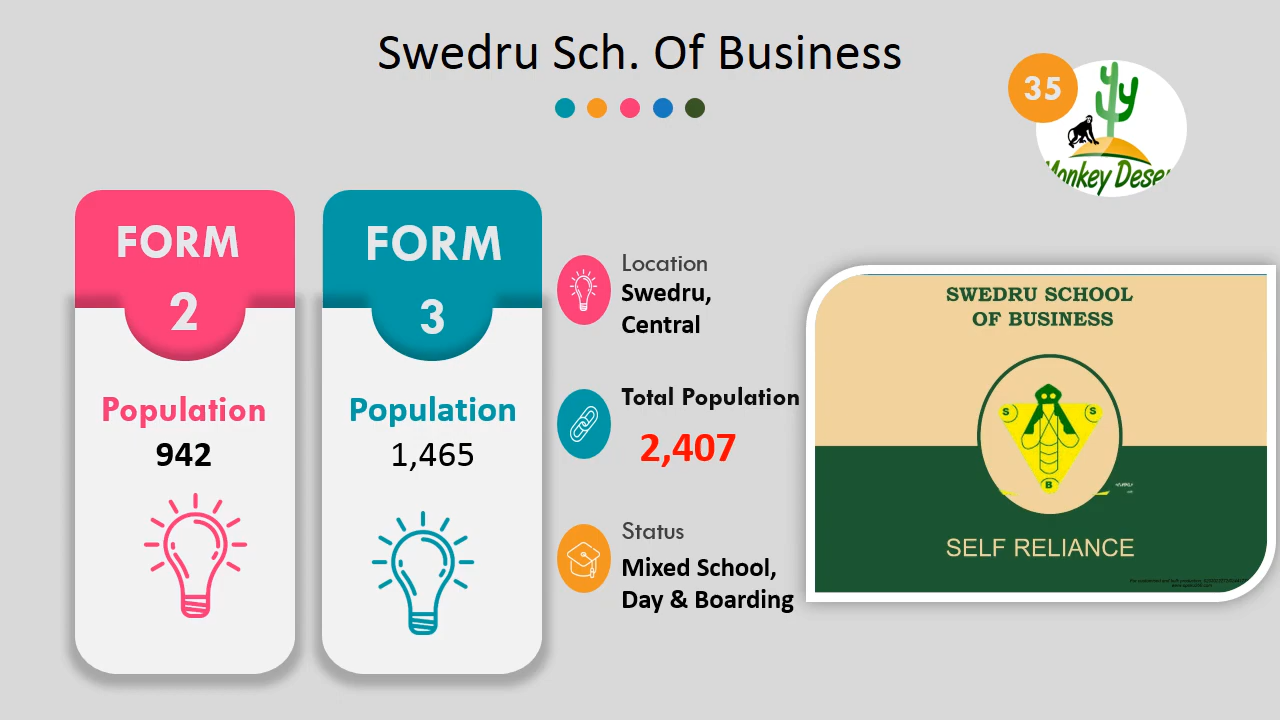 Swedru Sch. Of Business
35
Monkey Deser
FORM
2
Population
942
FORM
3
Population
1,465
Location
Swedru,
Central
Total Population
2,407
Status
Mixed School,
Day & Boarding
SWEDRU SCHOOL
OF BUSINESS
S
S
B
SELF RELIANCE